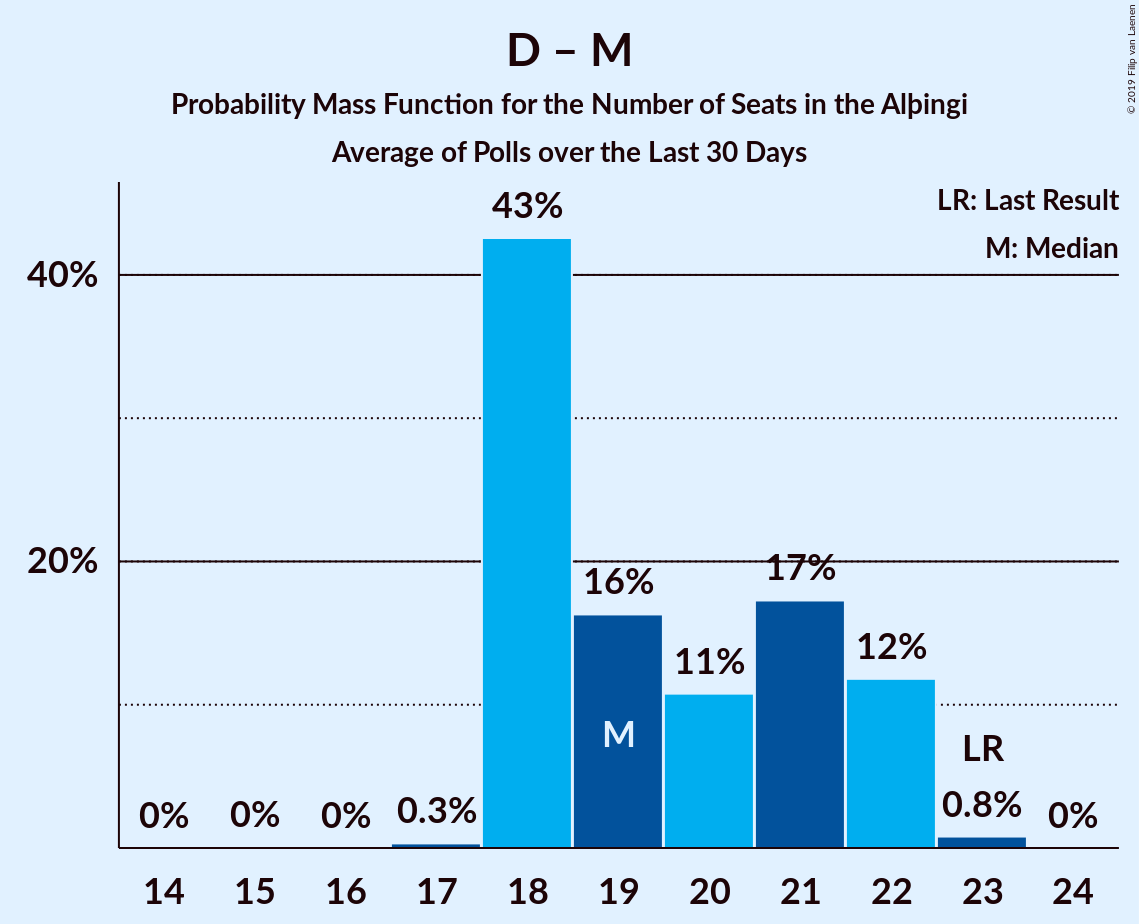 D – M
Probability Mass Function for the Number of Seats in the Alþingi
Average of Polls over the Last 30 Days
© 2019 Filip van Laenen
LR: Last Result
M: Median
43%
40%
20%
17%
16%
12%
11%
M
LR
0%
0%
0%
0.3%
0.8%
0%
14 15 16 17 18 19 20 21 22 23 24